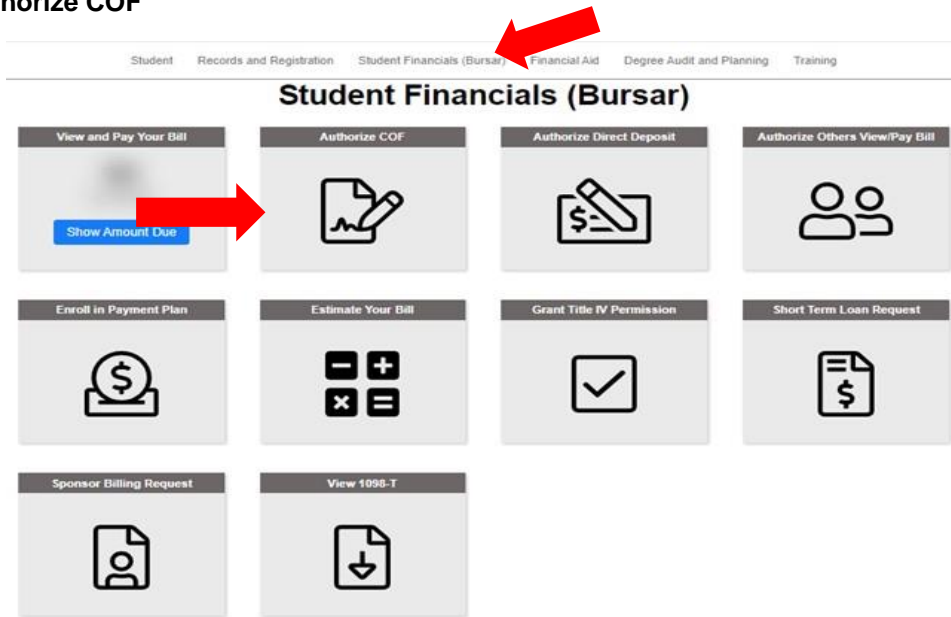 COF
Student Records and Registration Student Financials (Bursar) Financial Aid Degree Audit and Planning Training
Student Financials (Bursar)
View and Pay Your Bill Authorize COF Authorize Direct Deposit Authorize Others View/Pay Bill
Show Amount Due
$
Enroll in Payment Plan Estimate Your Bill Grant Title IV Permission Short Term Loan Request
$ $
Sponsor Billing Request View 1098-T